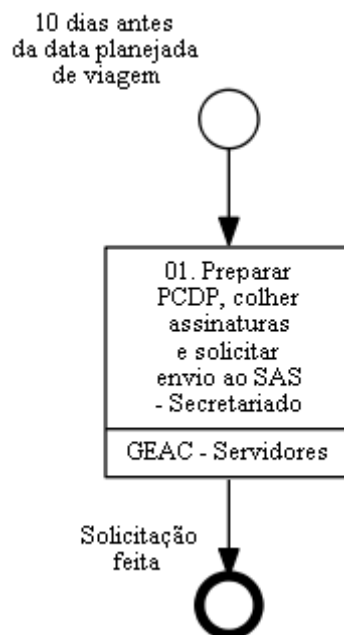 10 dias antes
da data planejada
de viagem
01. Preparar
PCDP, colher
assinaturas
e solicitar
envio ao SAS
- Secretariado
GEAC - Servidores
Solicitação
feita